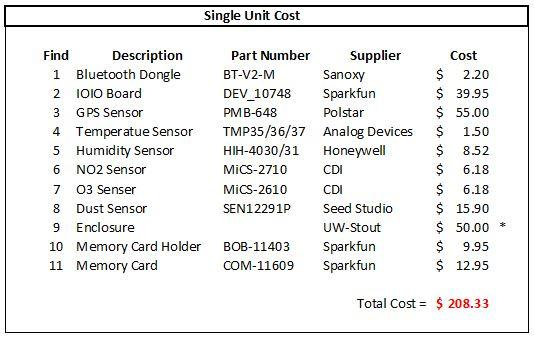 Single Unit Cost
Find Description Part Number Supplier Cost
1 Bluetooth Dongle BT-V2-M Sanoxy $ 2.20
2 IOIO Board DEV_10748 Sparkfun $ 39.95
3 GPS Sensor PMB-648 Polstar $ 55.00
4 Temperatue Sensor TMP35/36/37 Analog Devices $ 1.50
5 Humidity Sensor HIH-4030/31 Honeywell $ 8.52
6 NO2 Sensor MiCS-2710 CDI $ 6.18
7 O3 Senser MiCS-2610 CDI $ 6.18
8 Dust Sensor SEN12291P Seed Studio $ 15.90
9 Enclosure UW-Stout $ 50.00 *
10 Memory Card Holder BOB-11403 Sparkfun $ 9.95
11 Memory Card COM-11609 Sparkfun $ 12.95
Total Cost = $ 208.33